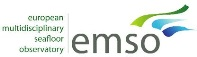 european
multidisciplinary
seafloor
observatory
emso